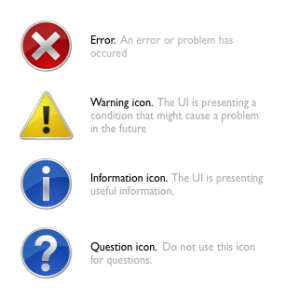 Error. An error or problem has
occured
Warning icon. The UI is presenting a
condition that might cause a problem
in the future
Information icon. The UI is presenting
useful information.
Question icon. Do not use this icon
for questions.